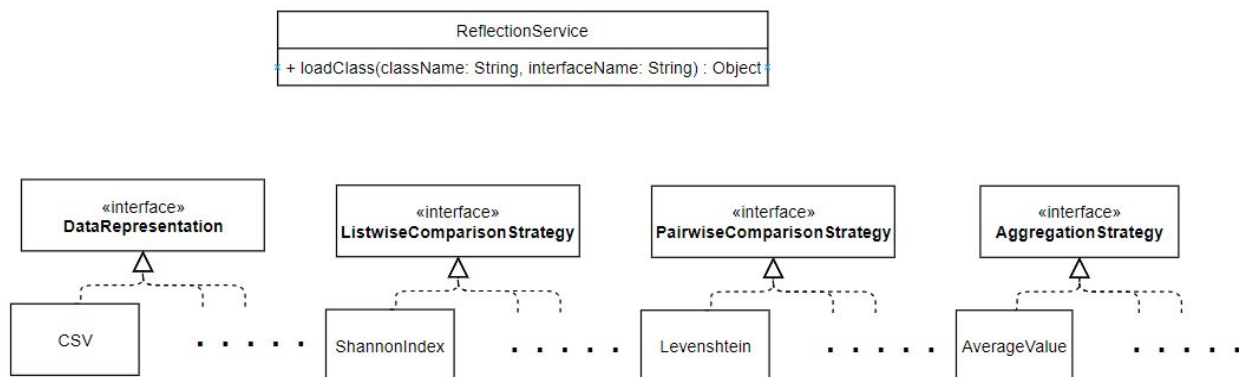 ReflectionService
+ loadClass(className: String, interfaceName: String) : Object
«interface»
DataRepresentation
«interface»
ListwiseComparisonStrategy
«interface»
PairwiseComparisonStrategy
«interface»
AggregationStrategy
CSV
. . . . .
ShannonIndex
. . . . .
Levenshtein
. . . . .
AverageValue
. . . . .